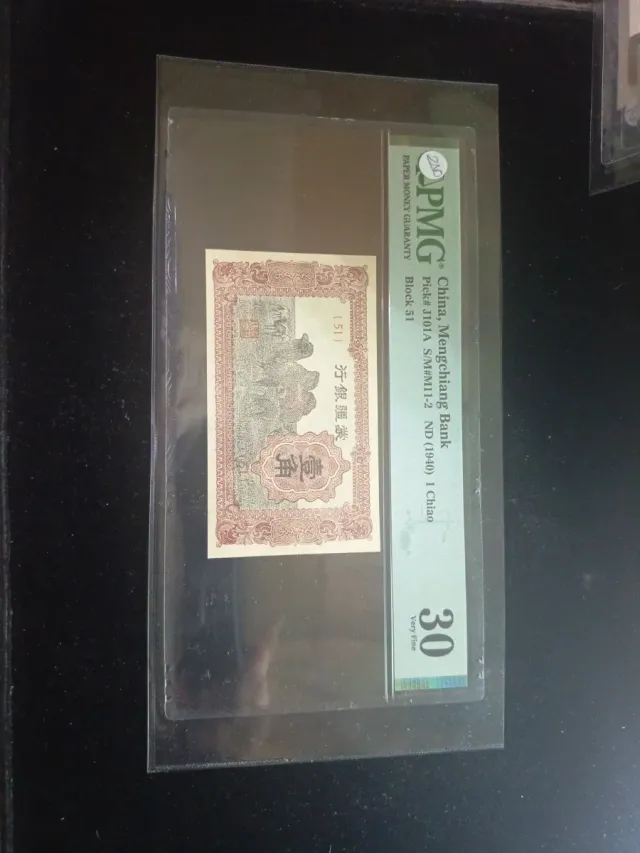 PMG
PAPER MONEY GUARANTY
China, Mengchiang Bank
Pick# J101A S/M#M11-2 ND (1940) 1 Chiao
Block 51
30
Very Fine
蒙疆銀行
(51)
壹角